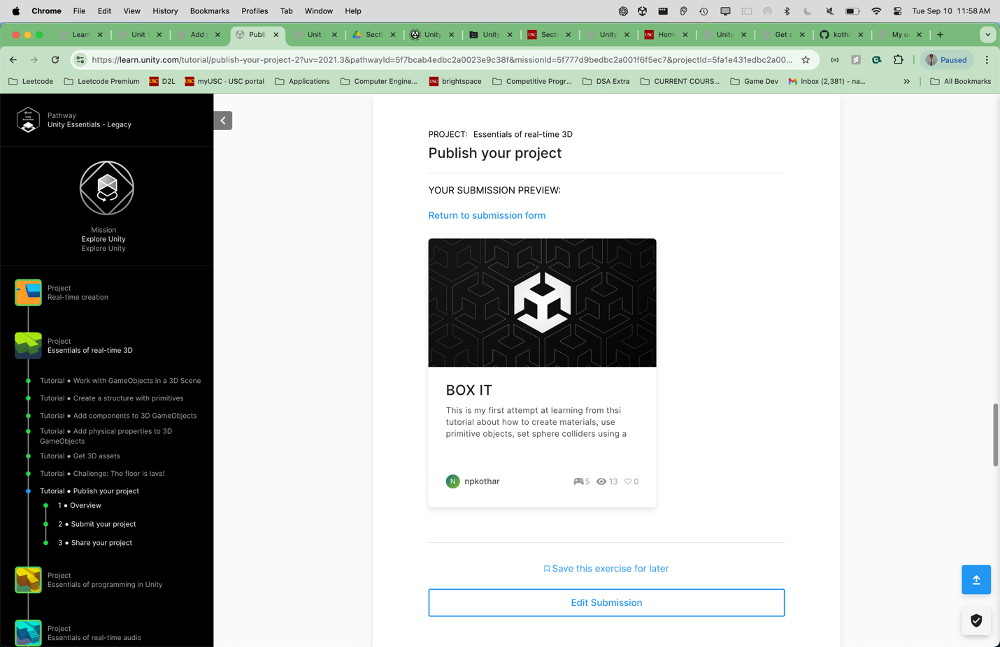 Chrome File Edit View History Bookmarks Profiles Tab Window Help Tue Sep 10 11:58 AM
Learn Unit Add Publi Unit Secti Unity Unity Secti Unity Home Unity Get s koth My u
https://learn.unity.com/tutorial/publish-your-project-2?uv=2021.3&pathwayId=5f7bcab4edbc2a0023e9c38f&missionId=5f777d9bedbc2a001f6f5ec7&projectId=5fa1e431edbc2a00... Paused
Leetcode Leetcode Premium D2L myUSC · USC portal Applications Computer Engine... brightspace Competitive Progr... DSA Extra CURRENT COURS... Game Dev Inbox (2,381) - na... » All Bookmarks
Pathway
Unity Essentials - Legacy
Mission
Explore Unity
Explore Unity
Project
Real-time creation
Project
Essentials of real-time 3D
Tutorial • Work with GameObjects in a 3D Scene
Tutorial • Create a structure with primitives
Tutorial • Add components to 3D GameObjects
Tutorial • Add physical properties to 3D
GameObjects
Tutorial • Get 3D assets
Tutorial • Challenge: The floor is lava!
Tutorial • Publish your project
1 • Overview
2 • Submit your project
3 • Share your project
Project
Essentials of programming in Unity
Project
Essentials of real-time audio
PROJECT: Essentials of real-time 3D
Publish your project
YOUR SUBMISSION PREVIEW:
Return to submission form
BOX IT
This is my first attempt at learning from thsi
tutorial about how to create materials, use
primitive objects, set sphere colliders using a
N npkothar 5 13 0
Save this exercise for later
Edit Submission